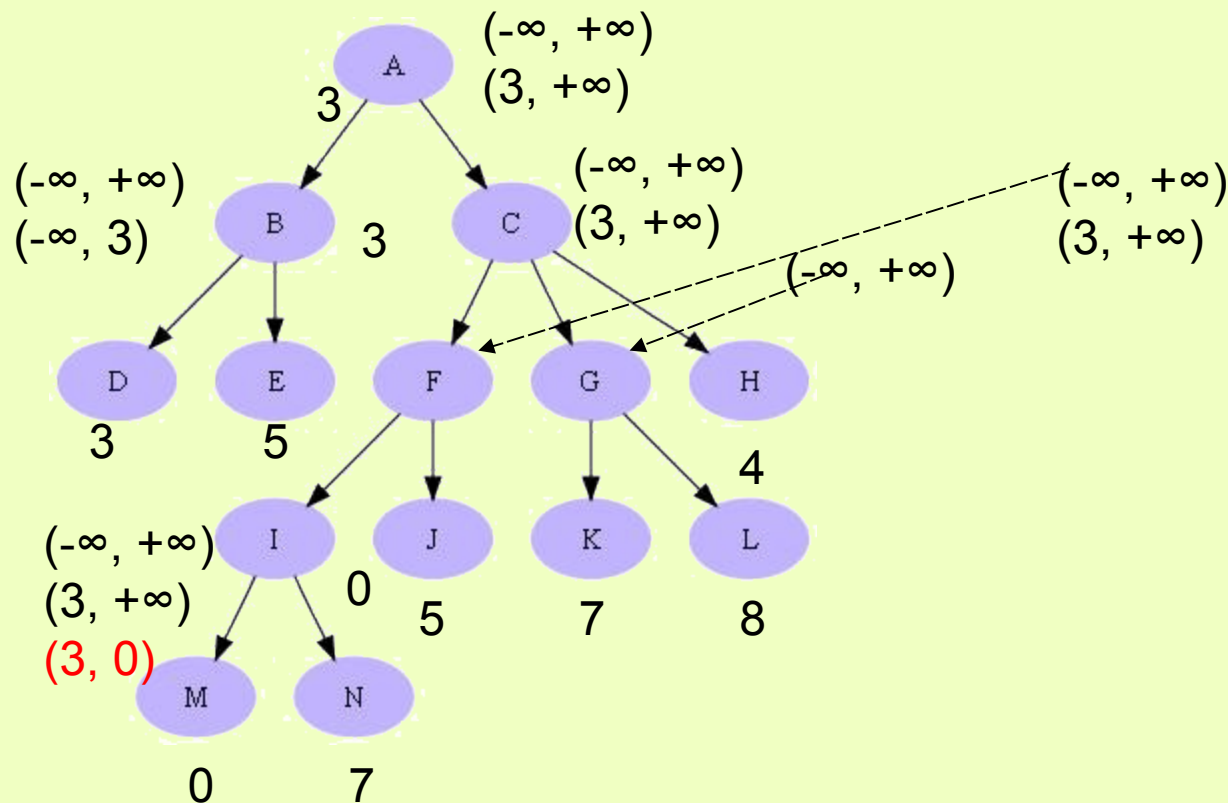 (-∞, +∞)
A
(3, +∞)
3
(-∞, +∞)
(-∞, 3)
B
3
C
(-∞, +∞)
(3, +∞)
(-∞, +∞)
(3, +∞)
(-∞, +∞)
D
E
F
G
H
3
5
4
(-∞, +∞)
(3, +∞)
(3, 0)
I
J
K
L
0
5
7
8
M
N
0
7